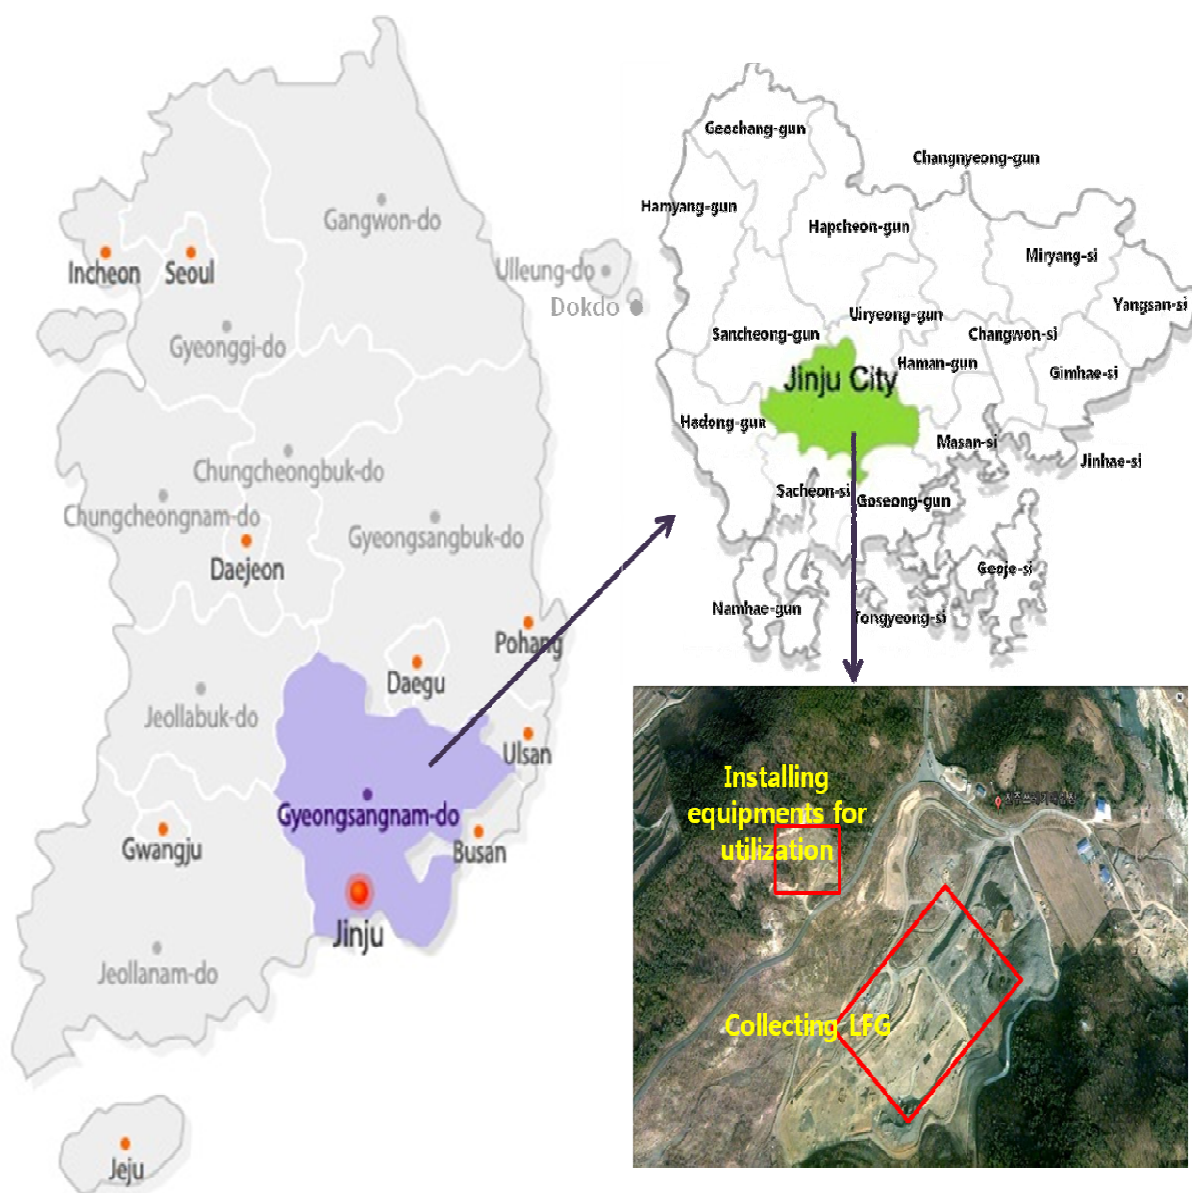 Gangwon-do
Incheon
Seoul
Ulleung-do
Dokdo
Gyeonggi-do
Chungcheongbuk-do
Chungcheongnam-do
Gyeongsangbuk-do
Daejeon
Pohang
Daegu
Jeollabuk-do
Ulsan
Gyeongsangnam-do
Gwangju
Busan
Jinju
Jeollanam-do
Jeju
Geochang-gun
Changnyeong-gun
Hamyang-gun
Hapcheon-gun
Miryang-si
Yangsan-si
Uiryeong-gun
Sancheong-gun
Changwon-si
Haman-gun
Gimhae-si
Jinju City
Hadong-gun
Masan-si
Jinhae-si
Sacheon-si
Goseong-gun
Geoje-si
Namhae-gun
Tongyeong-si
Installing
equipments for
utilization
Collecting LFG